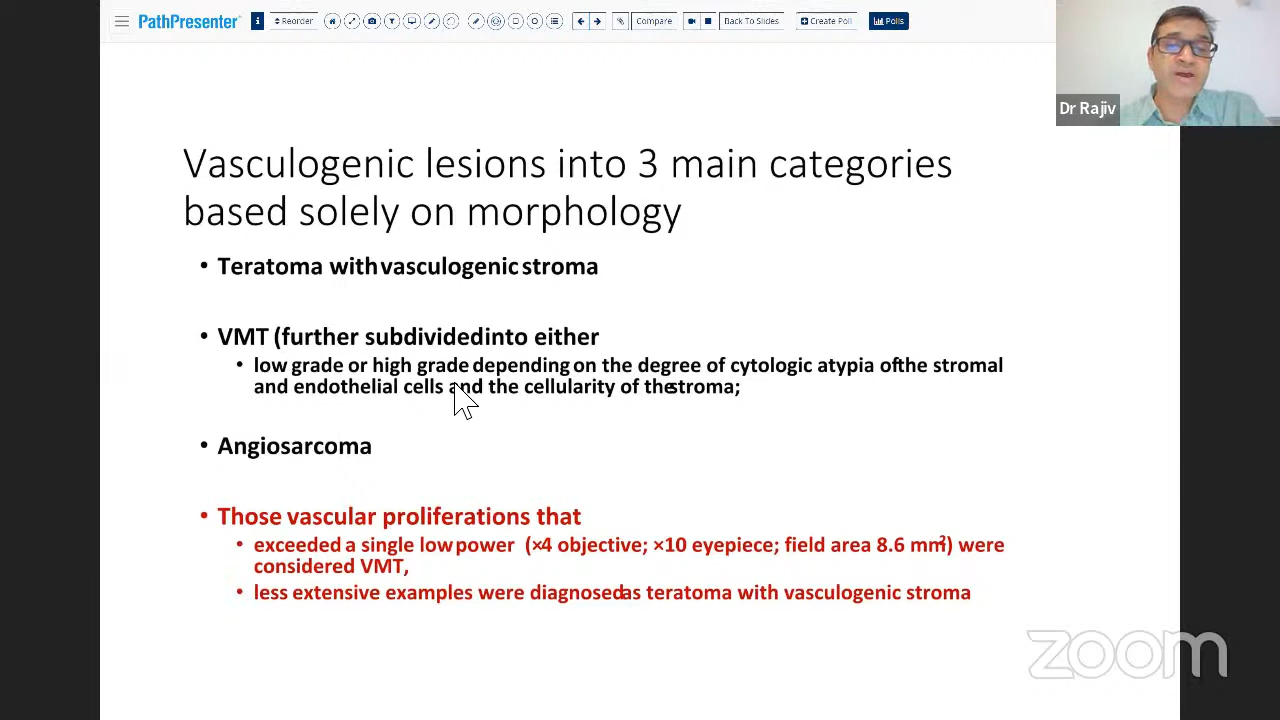 PathPresenter
Reorder
Compare
Back To Slides
Create Poll
Polls
Dr Rajiv
Vasculogenic lesions into 3 main categories
based solely on morphology
• Teratoma with vasculogenic stroma
• VMT (further subdivided into either
• low grade or high grade depending on the degree of cytologic atypia of the stromal
and endothelial cells and the cellularity of the stroma;
• Angiosarcoma
• Those vascular proliferations that
• exceeded a single low power (×4 objective; ×10 eyepiece; field area 8.6 mm²) were
considered VMT,
• less extensive examples were diagnosed as teratoma with vasculogenic stroma
zoom